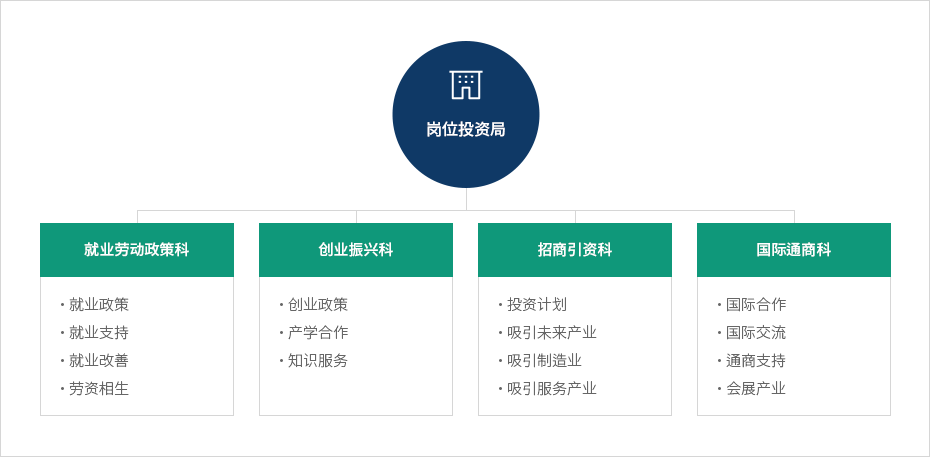 岗位投资局
就业劳动政策科
• 就业政策
• 就业支持
• 就业改善
• 劳资相生
创业振兴科
• 创业政策
• 产学合作
• 知识服务
招商引资科
• 投资计划
• 吸引未来产业
• 吸引制造业
• 吸引服务产业
国际通商科
• 国际合作
• 国际交流
• 通商支持
• 会展产业